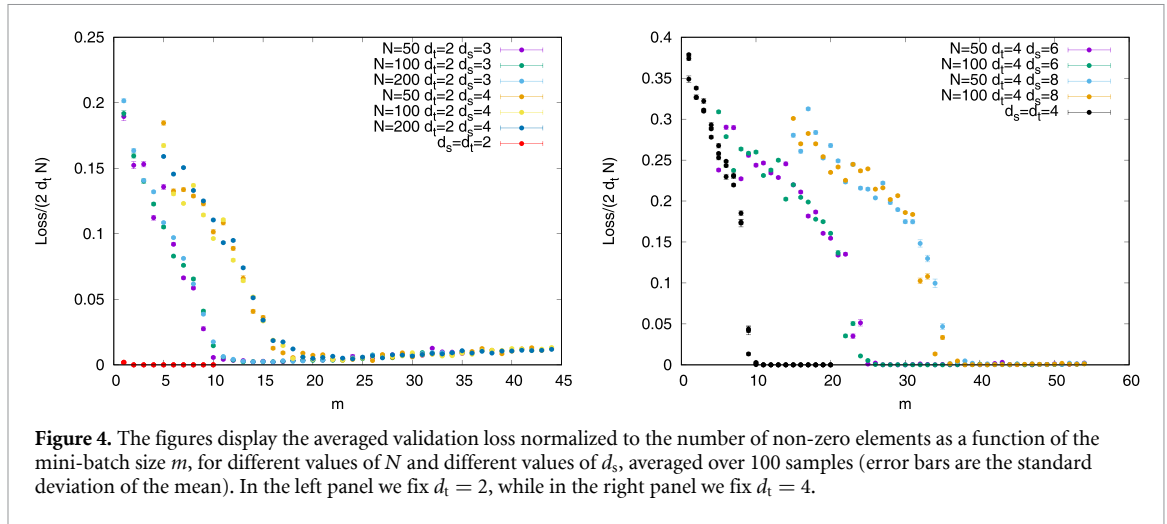 0.25
0.2
0.15
0.1
0.05
0
Loss/(2 d_t N)
N=50 d_t=2 d_s=3
N=100 d_t=2 d_s=3
N=200 d_t=2 d_s=3
N=50 d_t=2 d_s=4
N=100 d_t=2 d_s=4
N=200 d_t=2 d_s=4
d_s=d_t=2
0 5 10 15 20 25 30 35 40 45
m
0.4
0.35
0.3
0.25
0.2
0.15
0.1
0.05
0
Loss/(2 d_t N)
N=50 d_t=4 d_s=6
N=100 d_t=4 d_s=6
N=50 d_t=4 d_s=8
N=100 d_t=4 d_s=8
d_s=d_t=4
0 10 20 30 40 50 60
m
Figure 4. The figures display the averaged validation loss normalized to the number of non-zero elements as a function of the
mini-batch size m, for different values of N and different values of d_s, averaged over 100 samples (error bars are the standard
deviation of the mean). In the left panel we fix d_t = 2, while in the right panel we fix d_t = 4.